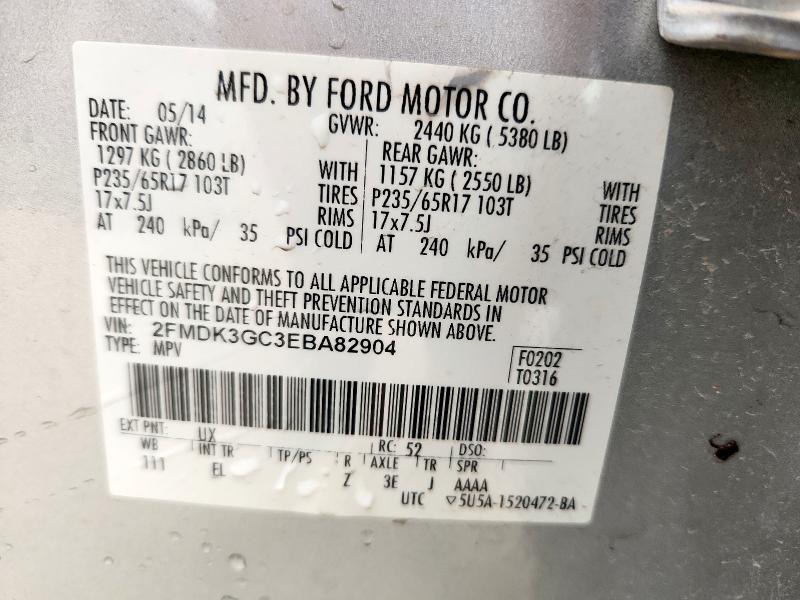 MFD. BY FORD MOTOR CO.
DATE: 05/14 GVWR: 2440 KG ( 5380 LB)
FRONT GAWR: REAR GAWR:
1297 KG ( 2860 LB) WITH 1157 KG ( 2550 LB) WITH
P235/65R17 103T TIRES P235/65R17 103T TIRES
17x7.5J RIMS 17x7.5J RIMS
AT 240 kPa/ 35 PSI COLD AT 240 kPa/ 35 PSI COLD
THIS VEHICLE CONFORMS TO ALL APPLICABLE FEDERAL MOTOR
VEHICLE SAFETY AND THEFT PREVENTION STANDARDS IN
EFFECT ON THE DATE OF MANUFACTURE SHOWN ABOVE.
VIN: 2FMDK3GC3EBA82904
TYPE: MPV F0202
T0316
EXT PNT: UX RC: 52 DSO:
WB INT TR TP/PS R AXLE TR SPR
111 EL Z 3E J AAAA
UTC ▽5U5A-1520472-BA